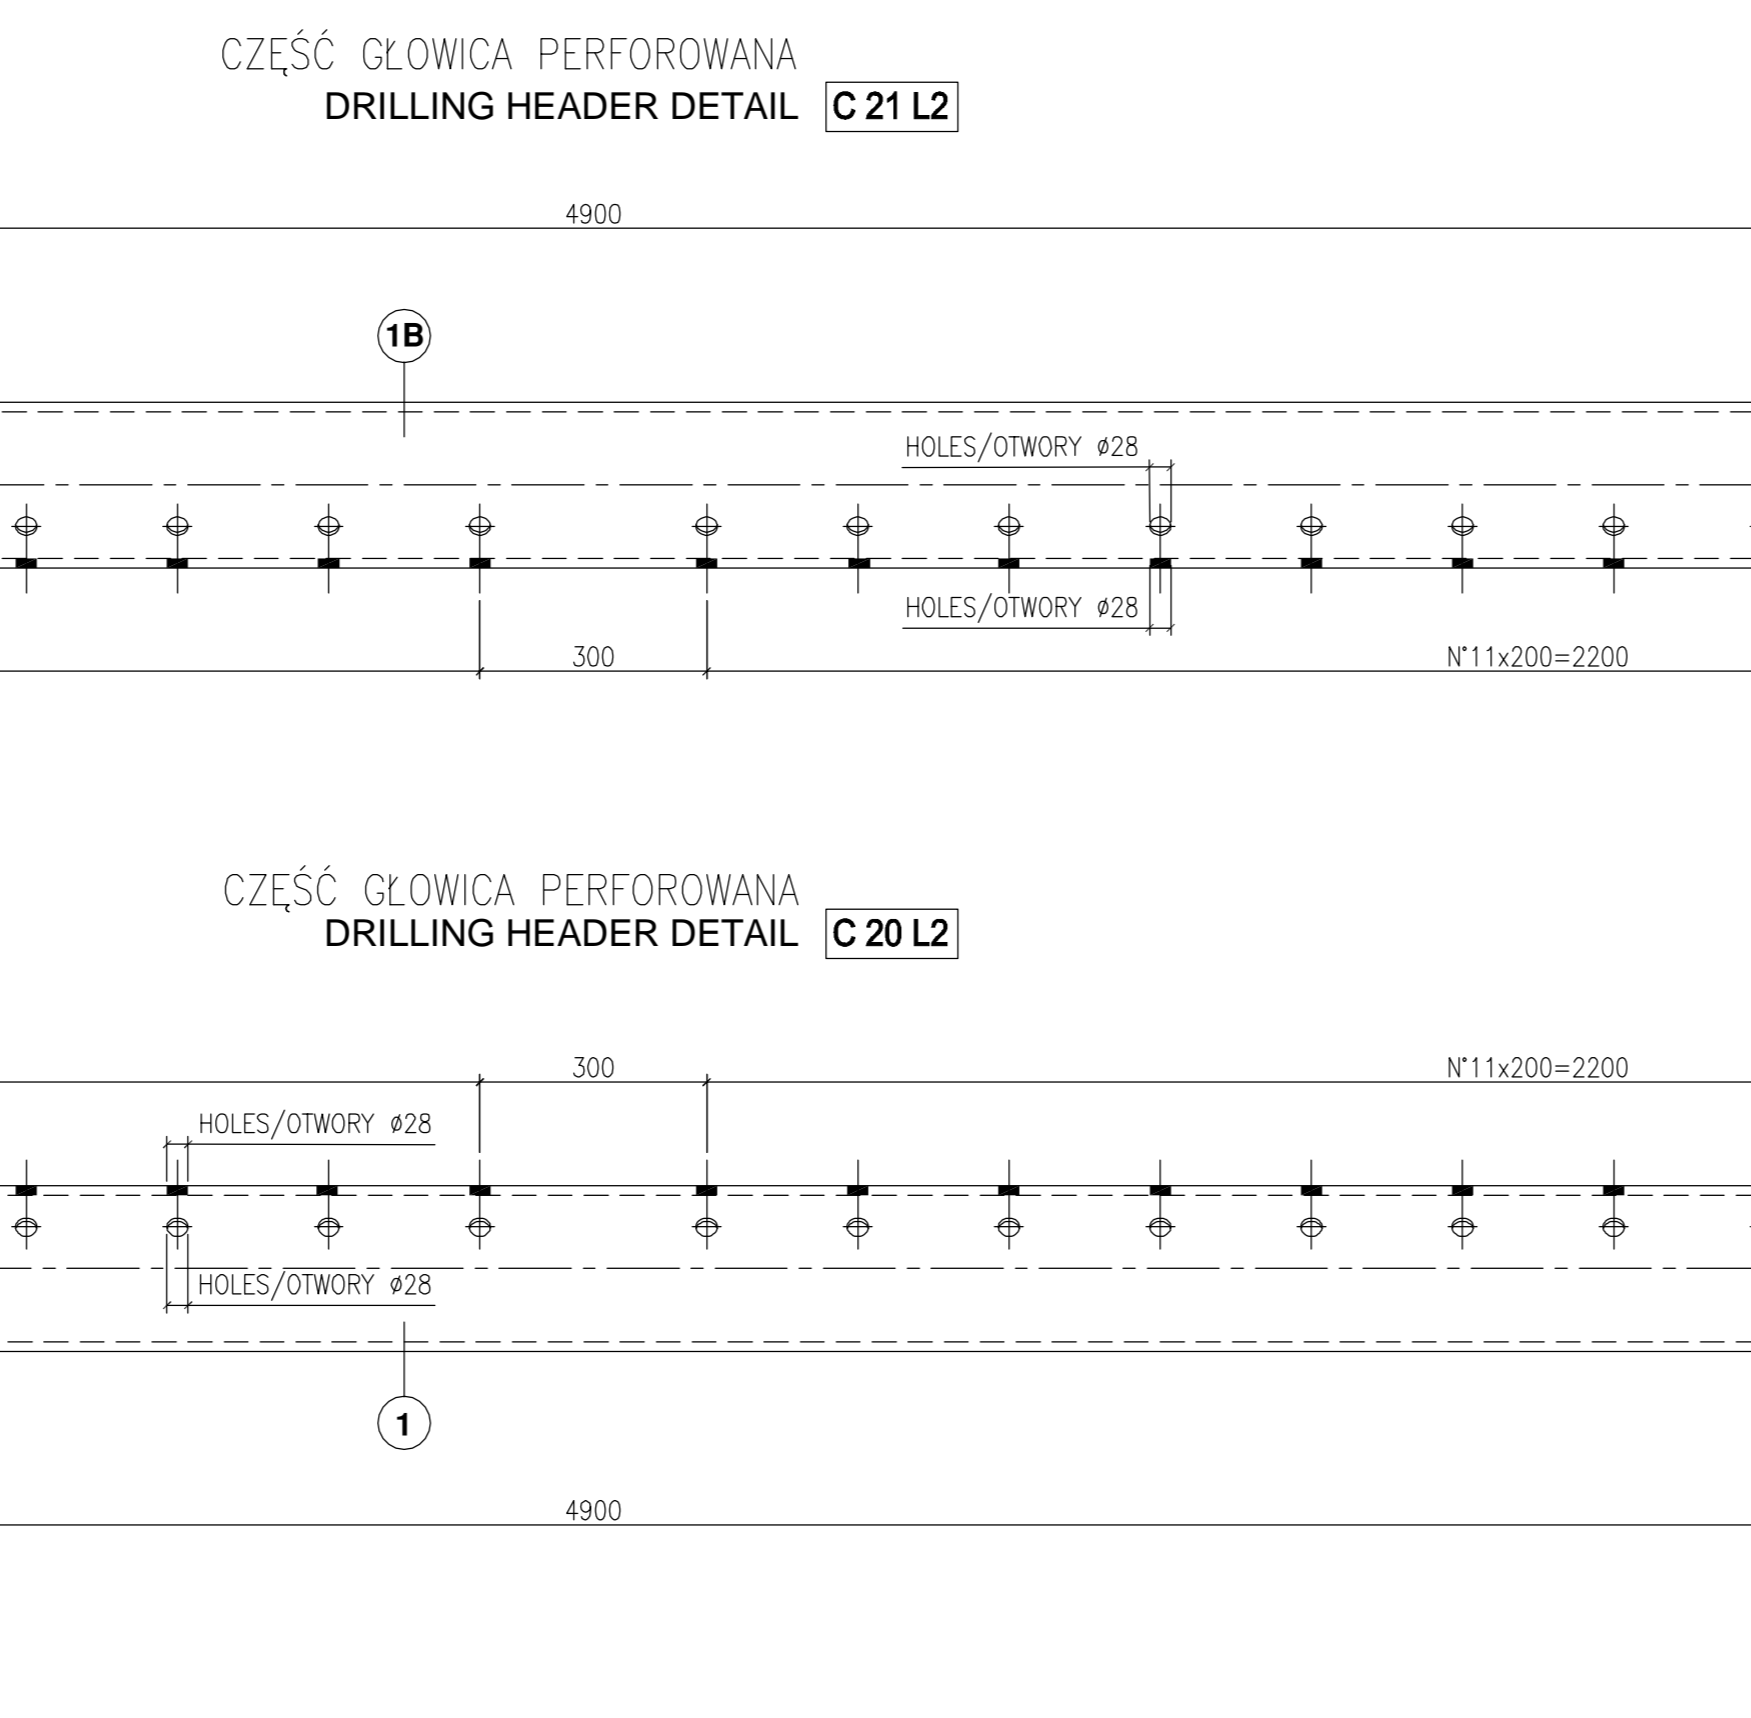 CZĘŚĆ GŁOWICA PERFOROWANA
DRILLING HEADER DETAIL C 21 L2
4900
1B
HOLES/OTWORY ø28
HOLES/OTWORY ø28
300
N°11x200=2200
CZĘŚĆ GŁOWICA PERFOROWANA
DRILLING HEADER DETAIL C 20 L2
300
N°11x200=2200
HOLES/OTWORY ø28
HOLES/OTWORY ø28
1
4900